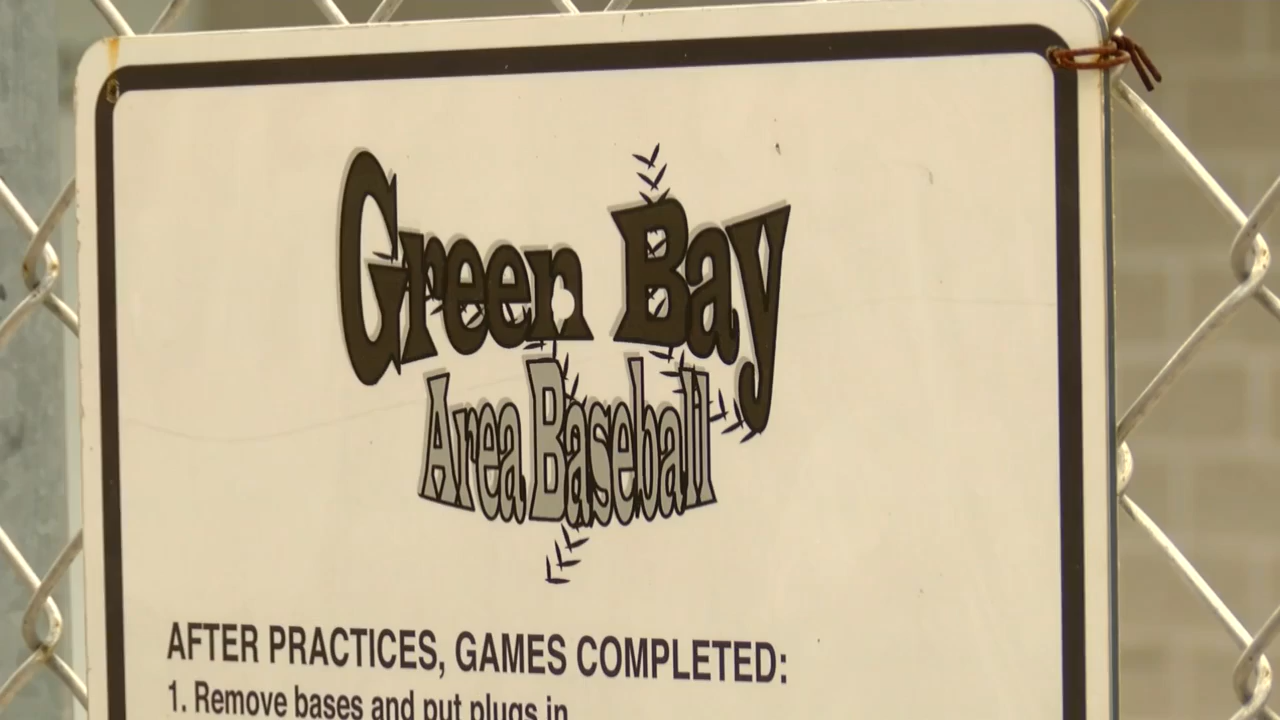 Green Bay
Area Baseball
AFTER PRACTICES, GAMES COMPLETED:
1. Remove bases and put plugs in